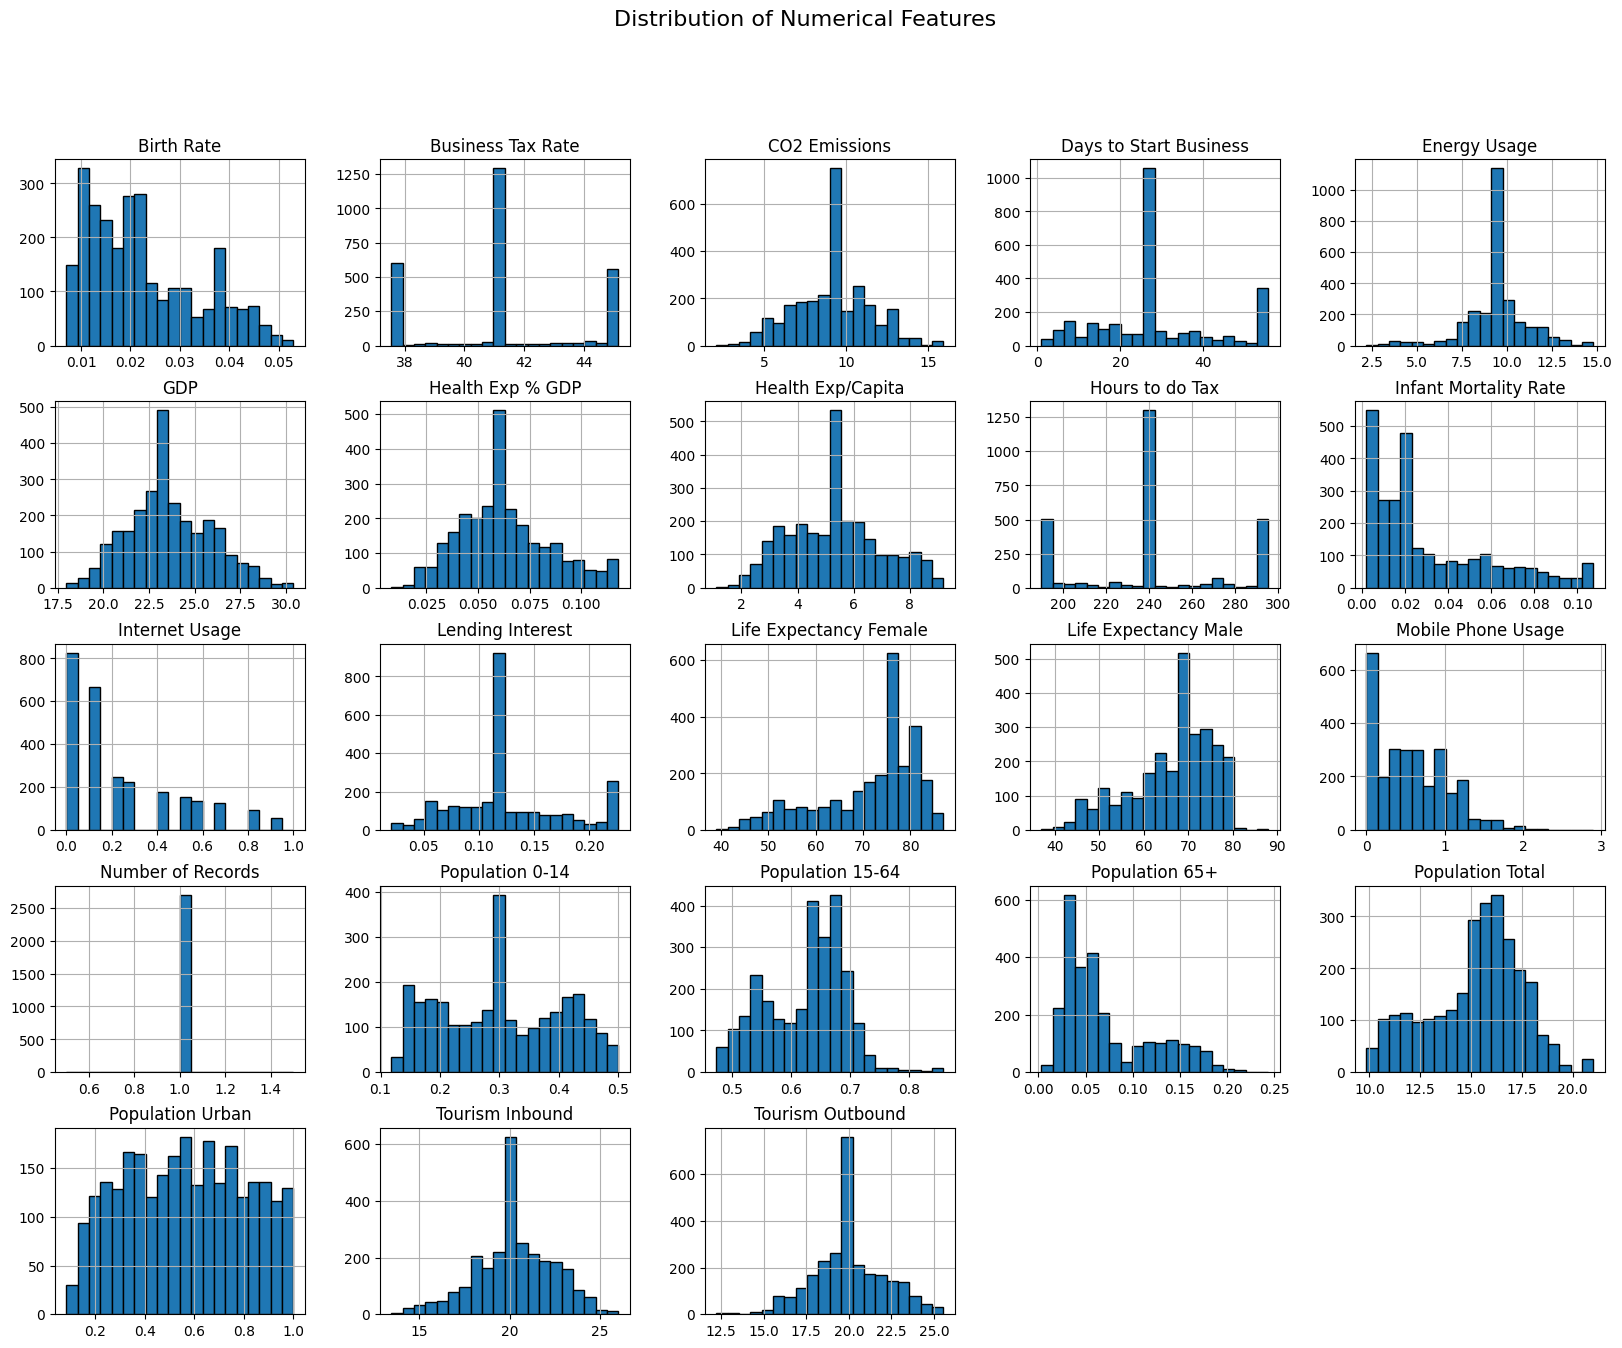 Distribution of Numerical Features
Birth Rate
Business Tax Rate
CO2 Emissions
Days to Start Business
Energy Usage
300
200
100
0
0.01 0.02 0.03 0.04 0.05
1250
1000
750
500
250
0
38 40 42 44
600
400
200
0
5 10 15
1000
800
600
400
200
0
0 20 40
1000
800
600
400
200
0
2.5 5.0 7.5 10.0 12.5 15.0
GDP
Health Exp % GDP
Health Exp/Capita
Hours to do Tax
Infant Mortality Rate
500
400
300
200
100
0
17.5 20.0 22.5 25.0 27.5 30.0
500
400
300
200
100
0
0.025 0.050 0.075 0.100
500
400
300
200
100
0
2 4 6 8
1250
1000
750
500
250
0
200 220 240 260 280 300
500
400
300
200
100
0
0.00 0.02 0.04 0.06 0.08 0.10
Internet Usage
Lending Interest
Life Expectancy Female
Life Expectancy Male
Mobile Phone Usage
800
600
400
200
0
0.0 0.2 0.4 0.6 0.8 1.0
800
600
400
200
0
0.05 0.10 0.15 0.20
600
400
200
0
40 50 60 70 80
500
400
300
200
100
0
40 50 60 70 80 90
600
400
200
0
0 1 2 3
Number of Records
Population 0-14
Population 15-64
Population 65+
Population Total
2500
2000
1500
1000
500
0
0.6 0.8 1.0 1.2 1.4
400
300
200
100
0
0.1 0.2 0.3 0.4 0.5
400
300
200
100
0
0.5 0.6 0.7 0.8
600
400
200
0
0.00 0.05 0.10 0.15 0.20 0.25
300
200
100
0
10.0 12.5 15.0 17.5 20.0
Population Urban
Tourism Inbound
Tourism Outbound
150
100
50
0
0.2 0.4 0.6 0.8 1.0
600
400
200
0
15 20 25
600
400
200
0
12.5 15.0 17.5 20.0 22.5 25.0